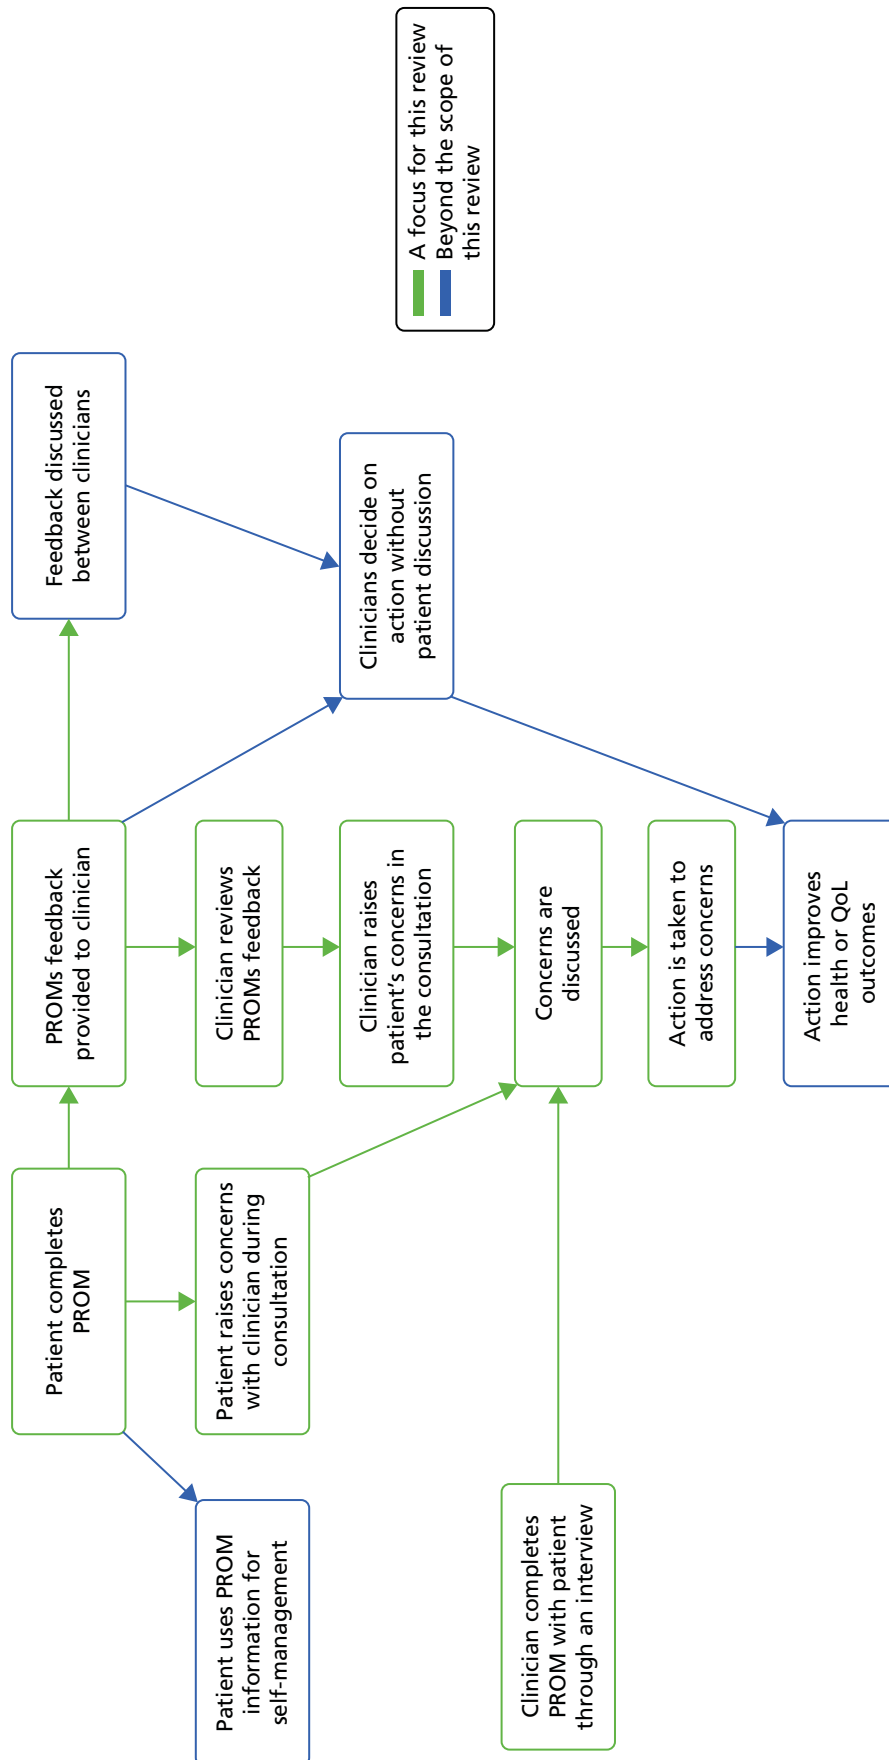 Patient completes
PROM
PROMs feedback
provided to clinician
Feedback discussed
between clinicians
Patient uses PROM
information for
self-management
Patient raises concerns
with clinician during
consultation
Clinician reviews
PROMs feedback
Clinician raises
patient's concerns in
the consultation
Clinicians decide on
action without
patient discussion
Clinician completes
PROM with patient
through an interview
Concerns are
discussed
Action is taken to
address concerns
Action improves
health or QoL
outcomes
A focus for this review
Beyond the scope of
this review